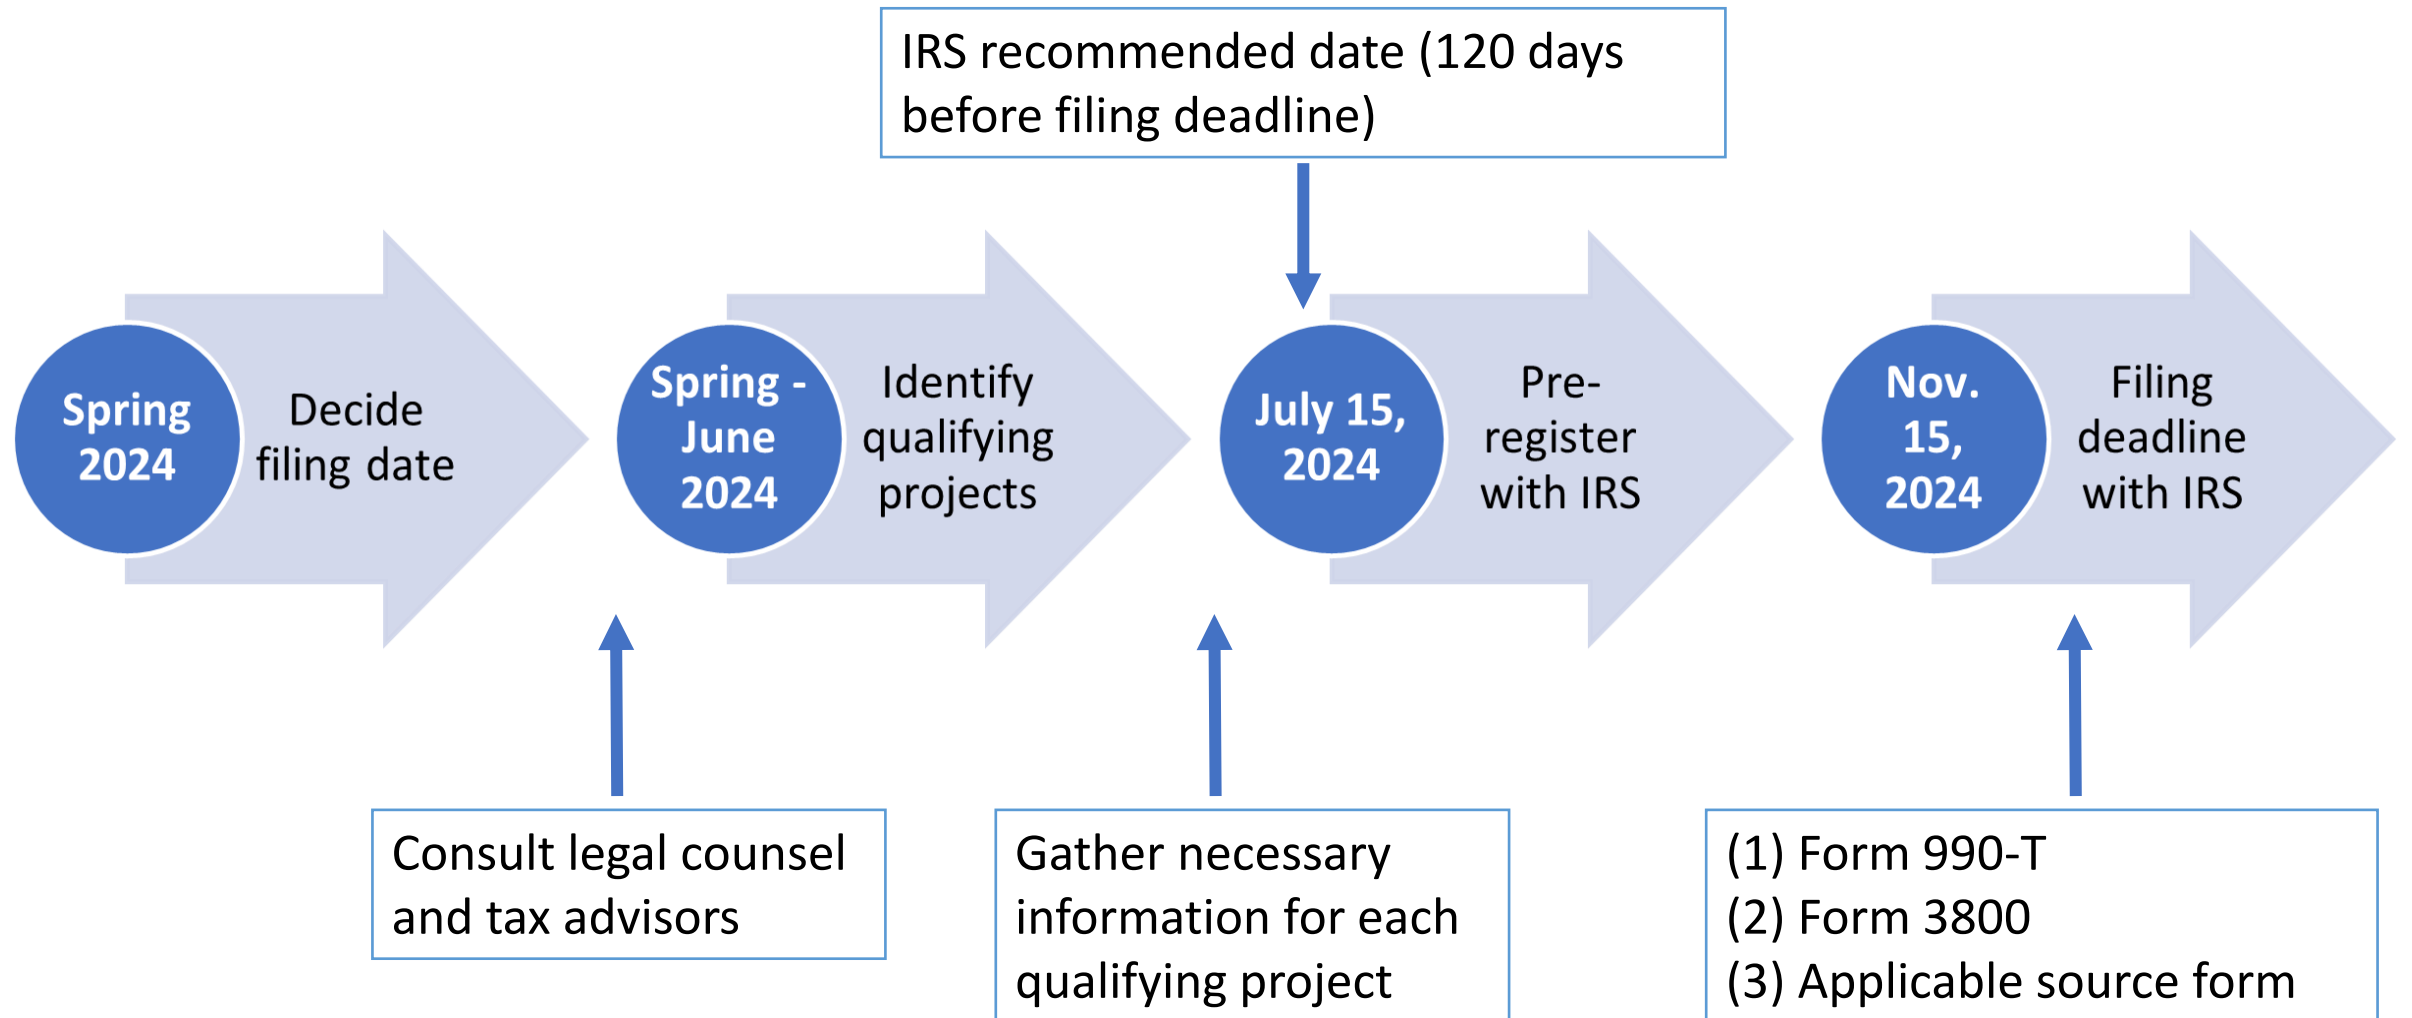 IRS recommended date (120 days
before filing deadline)
Spring
2024
Decide
filing date
Spring -
June
2024
Identify
qualifying
projects
July 15,
2024
Pre-
register
with IRS
Nov.
15,
2024
Filing
deadline
with IRS
Consult legal counsel
and tax advisors
Gather necessary
information for each
qualifying project
(1) Form 990-T
(2) Form 3800
(3) Applicable source form